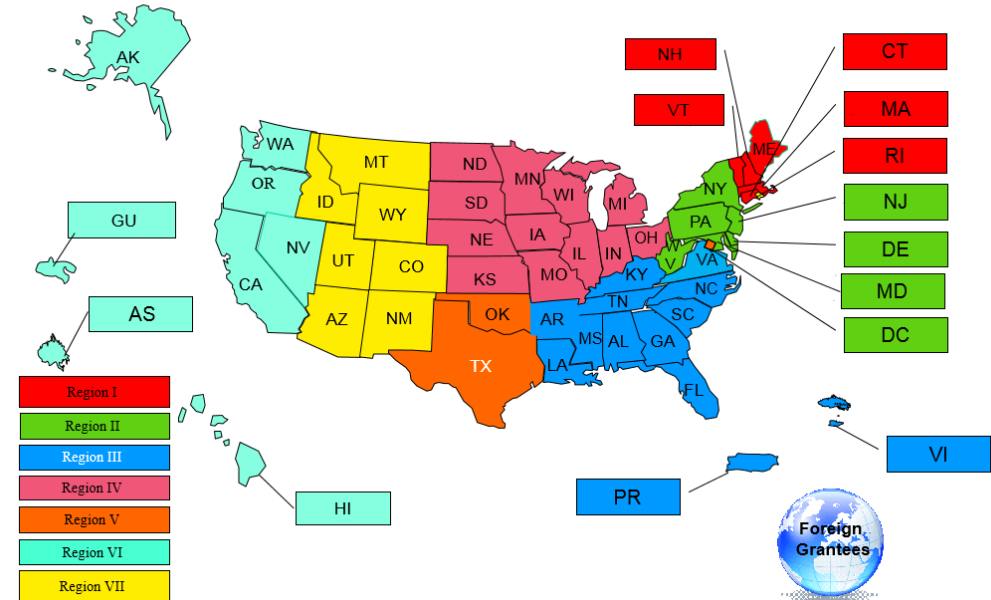 AK
NH
CT
VT
MA
ME
RI
WA
MT
ND
MN
OR
ID
SD
WI
MI
NY
NJ
WY
PA
GU
NE
IA
OH
NV
UT
CO
IL
IN
W
V
VA
DE
CA
KS
MO
KY
MD
AS
AZ
NM
OK
AR
TN
NC
SC
DC
MS
AL
GA
TX
LA
FL
Region I
Region II
Region III
Region IV
Region V
Region VI
Region VII
HI
PR
VI
Foreign
Grantees